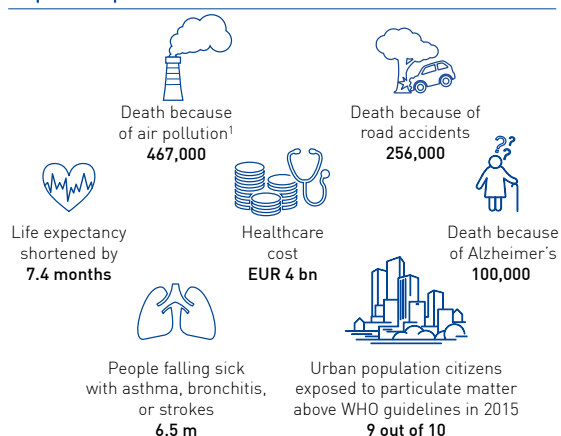 Death because
of air pollution¹
467,000
Death because of
road accidents
256,000
??
??
Life expectancy
shortened by
7.4 months
Healthcare
cost
EUR 4 bn
Death because
of Alzheimer's
100,000
People falling sick
with asthma, bronchitis,
or strokes
6.5 m
Urban population citizens
exposed to particulate matter
above WHO guidelines in 2015
9 out of 10